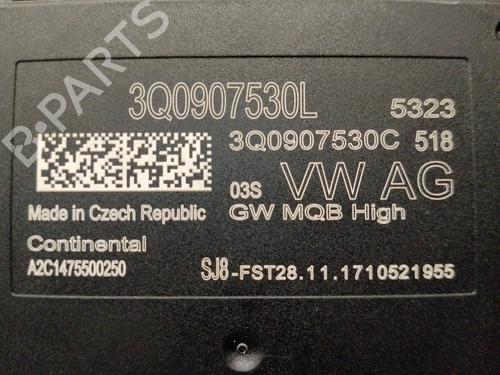 3Q0907530L 5323
3Q0907530C 518
03S VW AG
Made in Czech Republic GW MQB High
Continental
A2C1475500250 SJ8-FST28.11.1710521955
B-PARTS